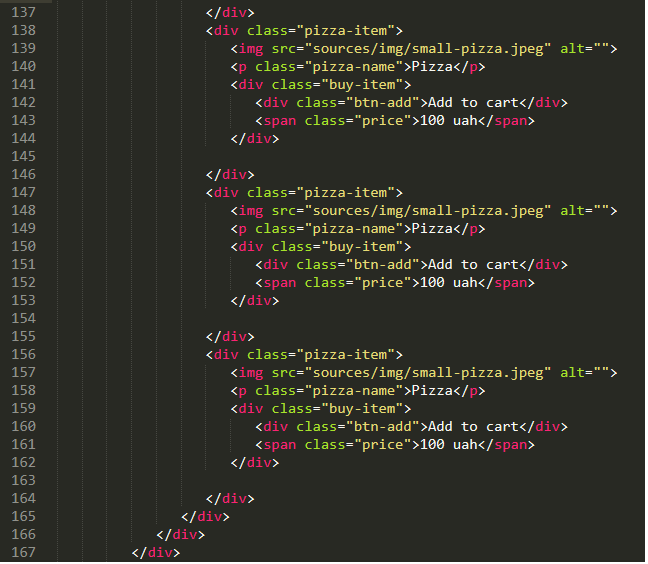 137 </div>
138 <div class="pizza-item">
139 <img src="sources/img/small-pizza.jpeg" alt="">
140 <p class="pizza-name">Pizza</p>
141 <div class="buy-item">
142 <div class="btn-add">Add to cart</div>
143 <span class="price">100 uah</span>
144 </div>
145
146 </div>
147 <div class="pizza-item">
148 <img src="sources/img/small-pizza.jpeg" alt="">
149 <p class="pizza-name">Pizza</p>
150 <div class="buy-item">
151 <div class="btn-add">Add to cart</div>
152 <span class="price">100 uah</span>
153 </div>
154
155 </div>
156 <div class="pizza-item">
157 <img src="sources/img/small-pizza.jpeg" alt="">
158 <p class="pizza-name">Pizza</p>
159 <div class="buy-item">
160 <div class="btn-add">Add to cart</div>
161 <span class="price">100 uah</span>
162 </div>
163
164 </div>
165 </div>
166 </div>
167 </div>